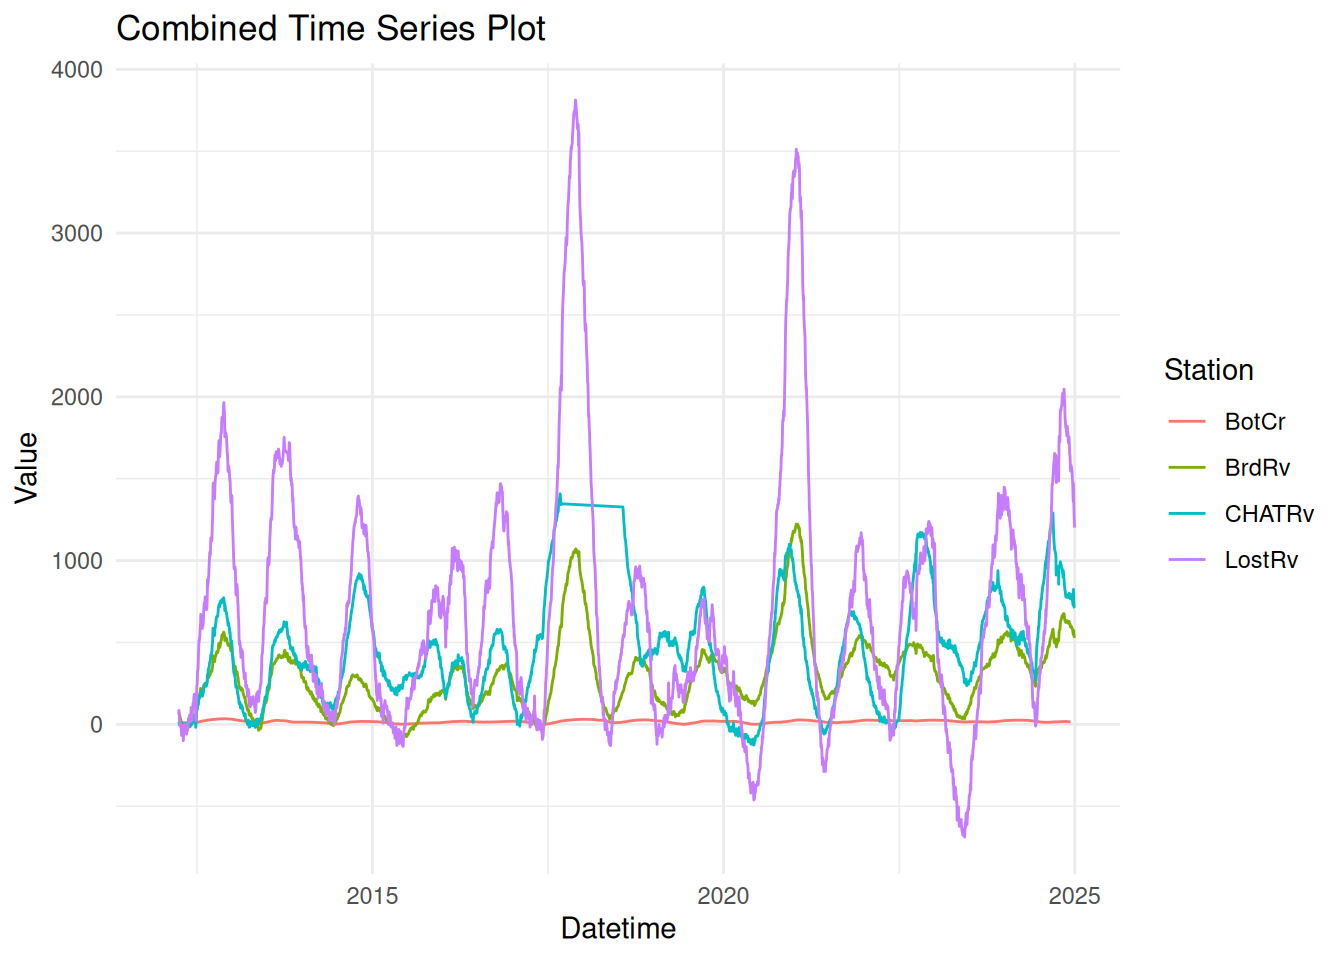 Combined Time Series Plot
4000
3000
2000
1000
0
Value
2015
2020
2025
Datetime
Station
BotCr
BrdRv
CHATRv
LostRv